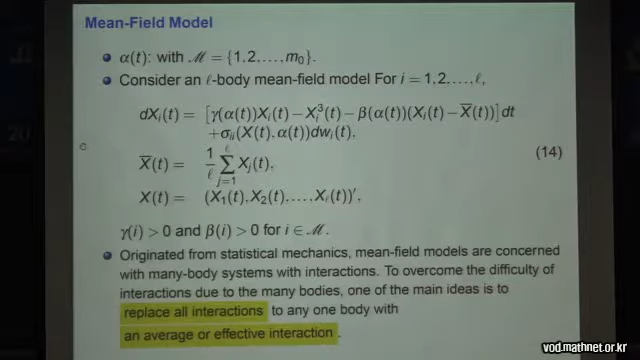 Mean-Field Model
α(t): with ℳ = {1,2,…,m₀}.
Consider an ℓ-body mean-field model For i = 1,2,…,ℓ,
dXᵢ(t) = [γ(α(t))Xᵢ(t) − Xᵢ³(t) − β(α(t))(Xᵢ(t) − X̅(t))]dt
+σᵢᵢ(X(t).α(t))dwᵢ(t).
X̅(t) = 1/ℓ ∑_{j=1}^{ℓ} Xⱼ(t).
(14)
X(t) = (X₁(t).X₂(t).…,Xₗ(t))′,
γ(i) > 0 and β(i) > 0 for i ∈ ℳ.
Originated from statistical mechanics, mean-field models are concerned
with many-body systems with interactions. To overcome the difficulty of
interactions due to the many bodies, one of the main ideas is to
replace all interactions to any one body with
an average or effective interaction.
vod.mathnet.or.kr